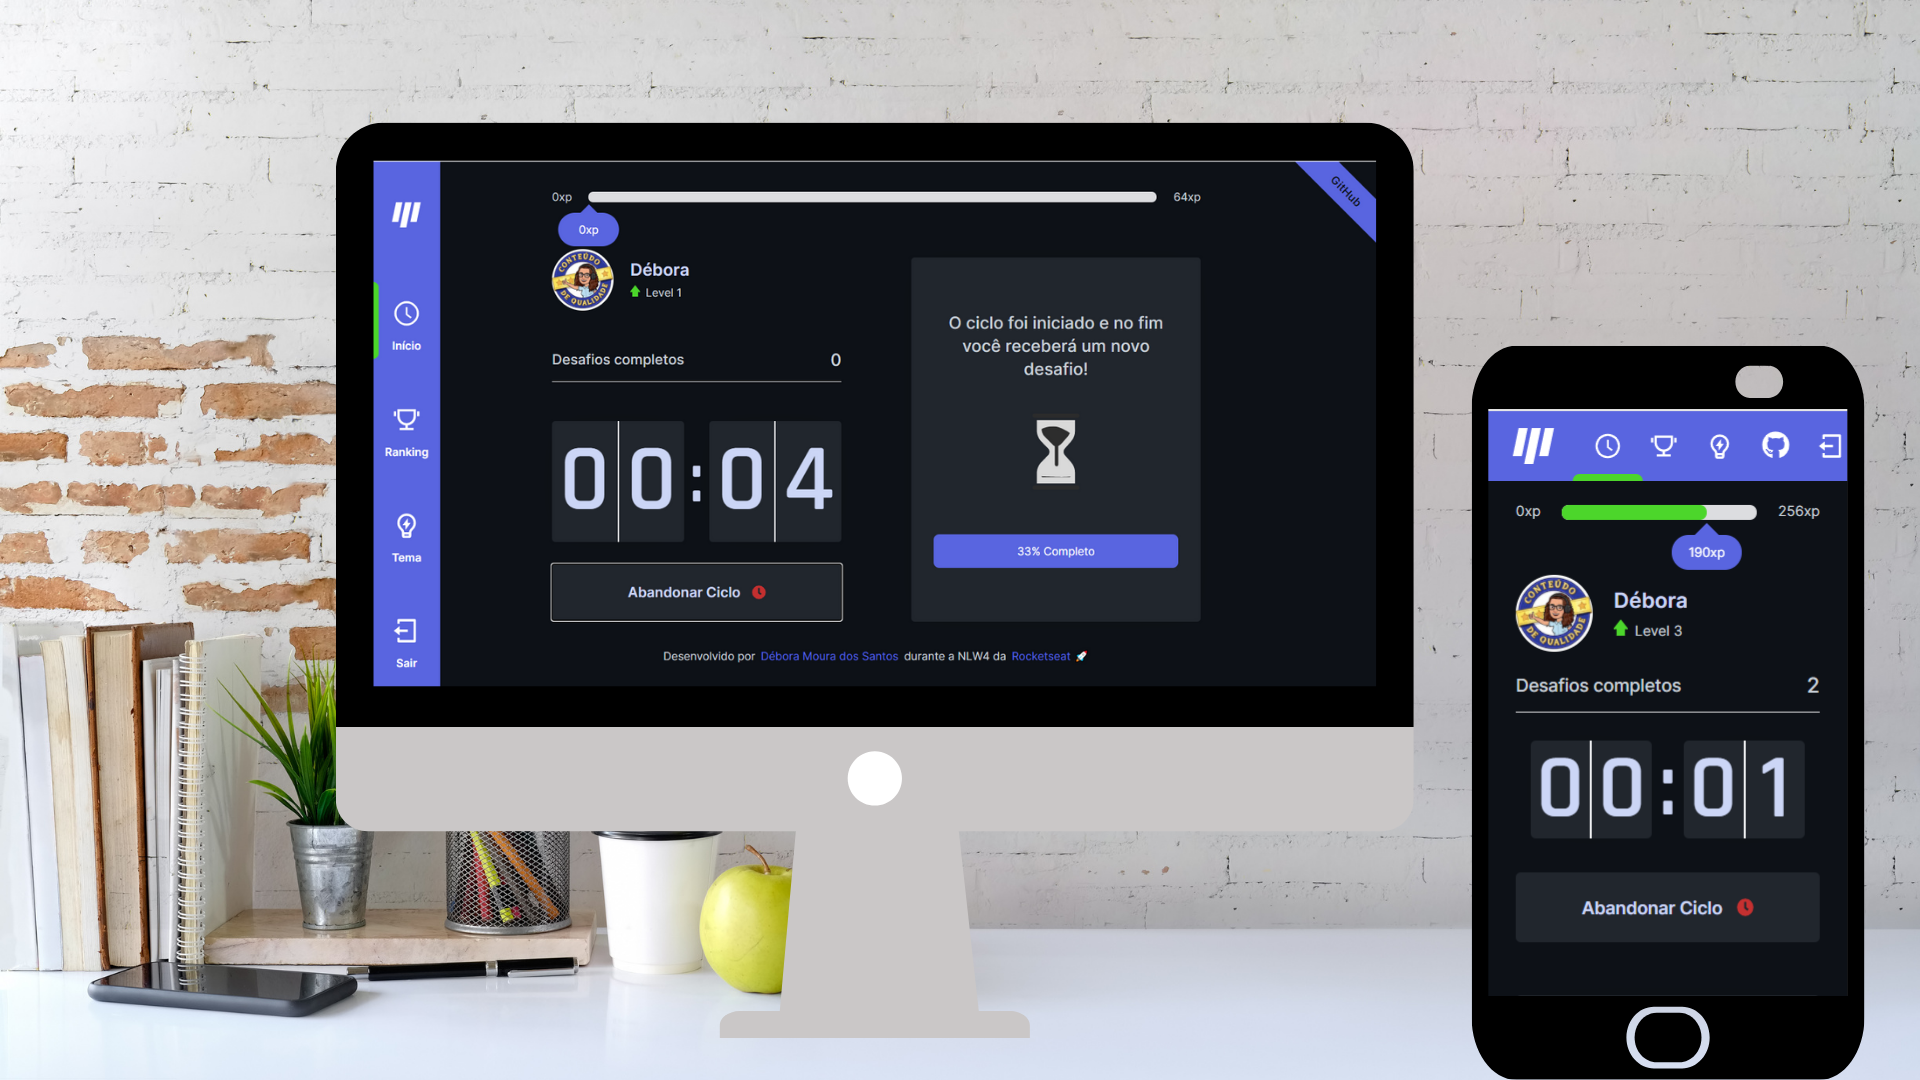 Início
Ranking
Tema
Sair
0xp
64xp
0xp
GitHub
CONTEÚDO
DE QUALIDADE
Débora
Level 1
Desafios completos
0
00:04
Abandonar Ciclo
O ciclo foi iniciado e no fim
você receberá um novo
desafio!
33% Completo
Desenvolvido por Débora Moura dos Santos durante a NLW4 da Rocketseat
0xp
256xp
190xp
CONTEÚDO
DE QUALIDADE
Débora
Level 3
Desafios completos
2
00:01
Abandonar Ciclo